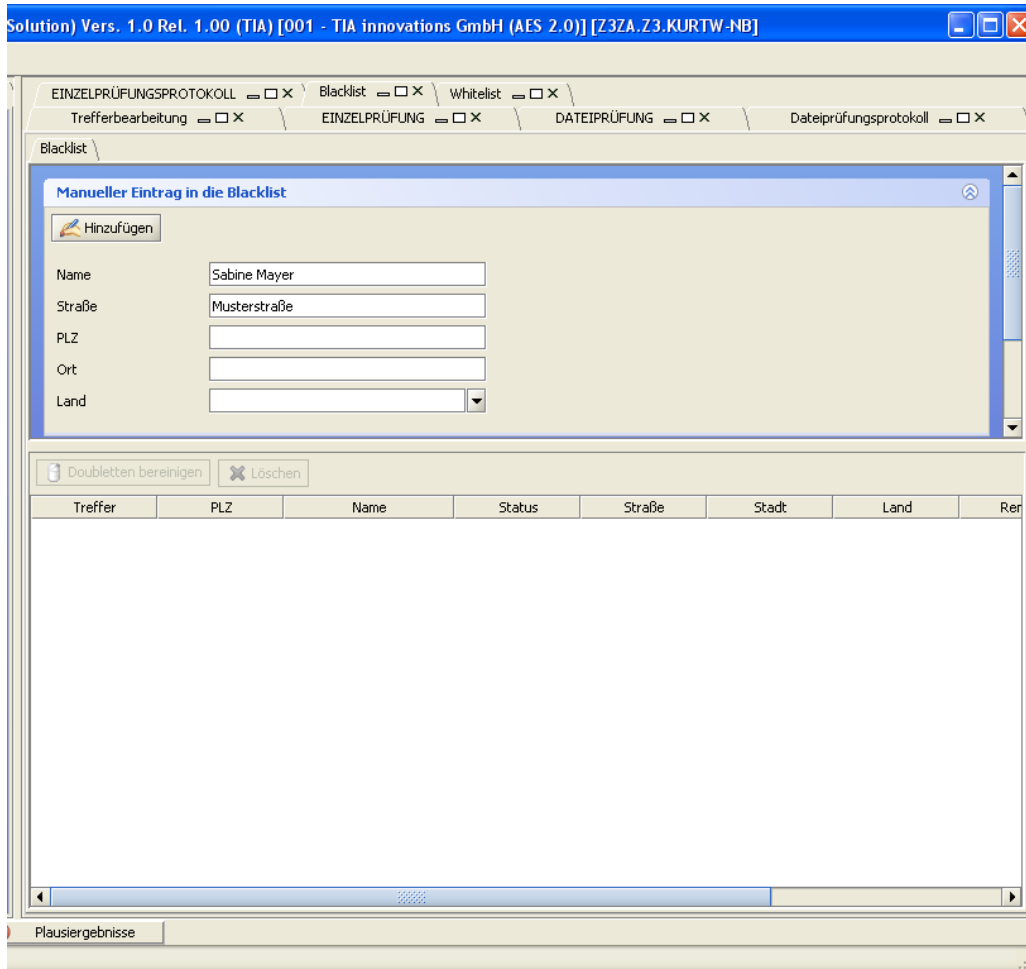 Solution) Vers. 1.0 Rel. 1.00 (TIA) [001 - TIA innovations GmbH (AES 2.0)] [Z3ZA.Z3.KURTW-NB]
EINZELPRÜFUNGSPROTOKOLL Blacklist Whitelist
Trefferbearbeitung EINZELPRÜFUNG DATEIPRÜFUNG Dateiprüfungsprotokoll
Blacklist
Manueller Eintrag in die Blacklist
Hinzufügen
Name Sabine Mayer
Straße Musterstraße
PLZ
Ort
Land
Doubletten bereinigen Löschen
Treffer PLZ Name Status Straße Stadt Land Rer
Plausiergebnisse